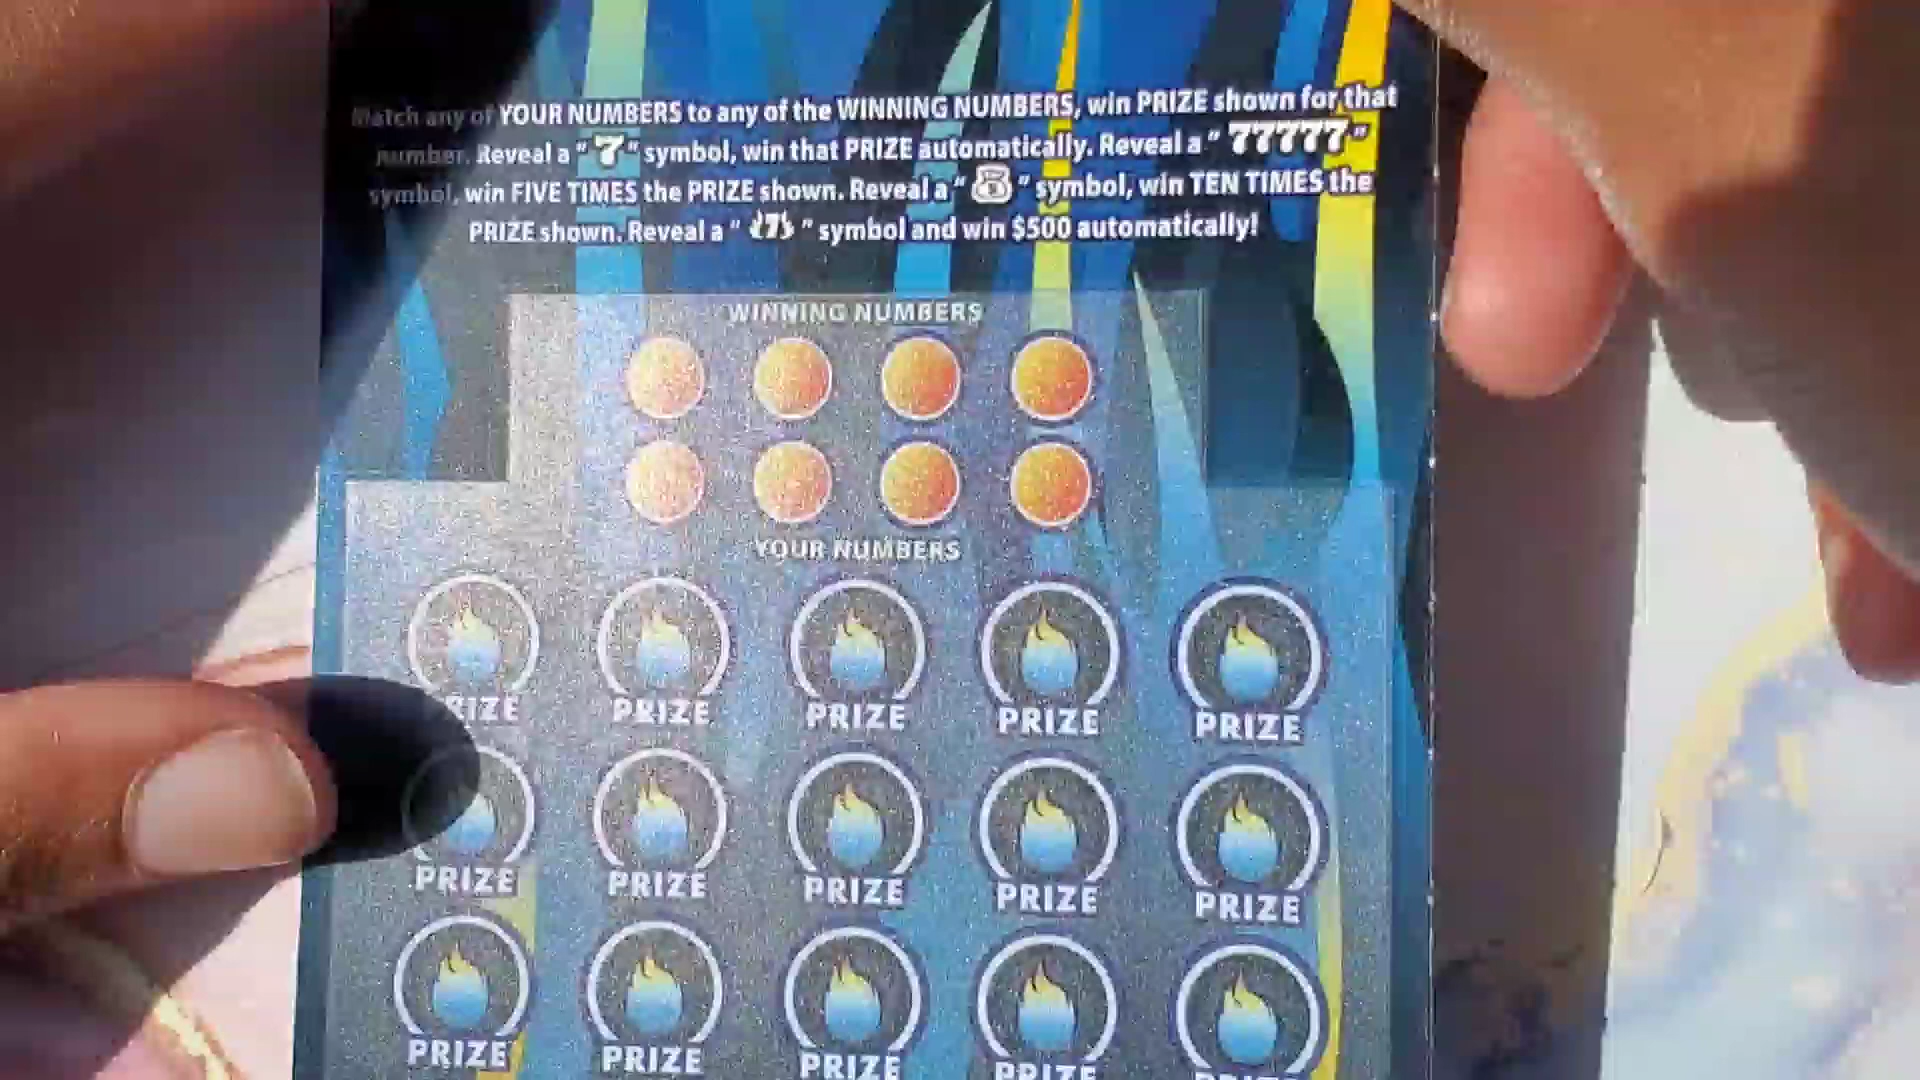 Match any of YOUR NUMBERS to any of the WINNING NUMBERS, win PRIZE shown for that
number. Reveal a "7" symbol, win that PRIZE automatically. Reveal a "77777"
symbol, win FIVE TIMES the PRIZE shown. Reveal a " " symbol, win TEN TIMES the
PRIZE shown. Reveal a "7" symbol and win $500 automatically!
WINNING NUMBERS
YOUR NUMBERS
PRIZE PRIZE PRIZE PRIZE
PRIZE PRIZE PRIZE PRIZE PRIZE
PRIZE PRIZE PRIZE PRIZE